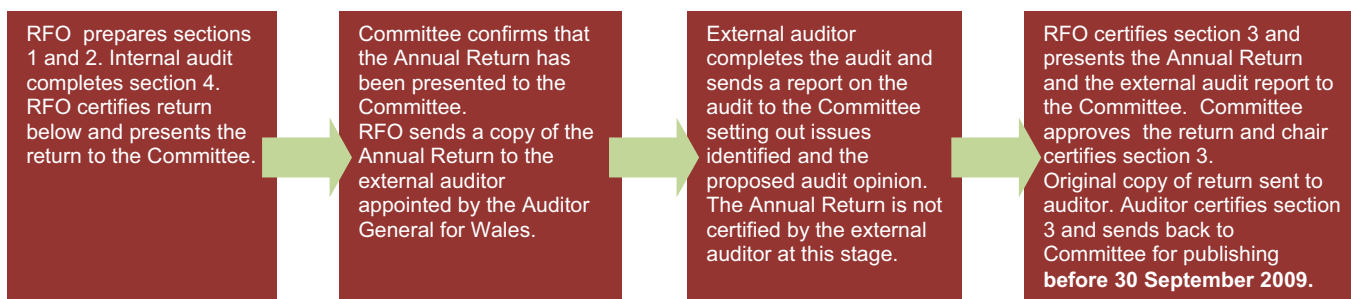 RFO  prepares sections
1 and 2. Internal audit
completes section 4.
RFO certifies return
below and presents the
return to the Committee.
Committee confirms that
the Annual Return has
been presented to the
Committee.
RFO sends a copy of the
Annual Return to the
external auditor
appointed by the Auditor
General for Wales.
External auditor
completes the audit and
sends a report on the
audit to the Committee
setting out issues
identified and the
proposed audit opinion.
The Annual Return is not
certified by the external
auditor at this stage.
RFO certifies section 3 and
presents the Annual Return
and the external audit report to
the Committee.  Committee
approves  the return and chair
certifies section 3.
Original copy of return sent to
auditor. Auditor certifies section
3 and sends back to
Committee for publishing
before 30 September 2009.